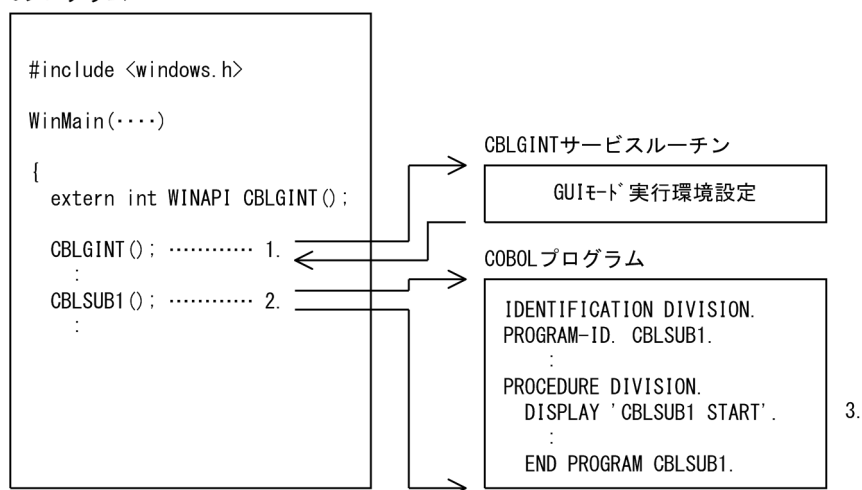 #include <windows.h>
WinMain(････)
{
extern int WINAPI CBLGINT();
CBLGINT(); ………… 1.
:
CBLSUB1(); ………… 2.
:
CBLGINTサービスルーチン
GUIﾓｰﾄﾞ実行環境設定
COBOLプログラム
IDENTIFICATION DIVISION.
PROGRAM-ID. CBLSUB1.
:
PROCEDURE DIVISION.
DISPLAY 'CBLSUB1 START'.
:
END PROGRAM CBLSUB1.
3.